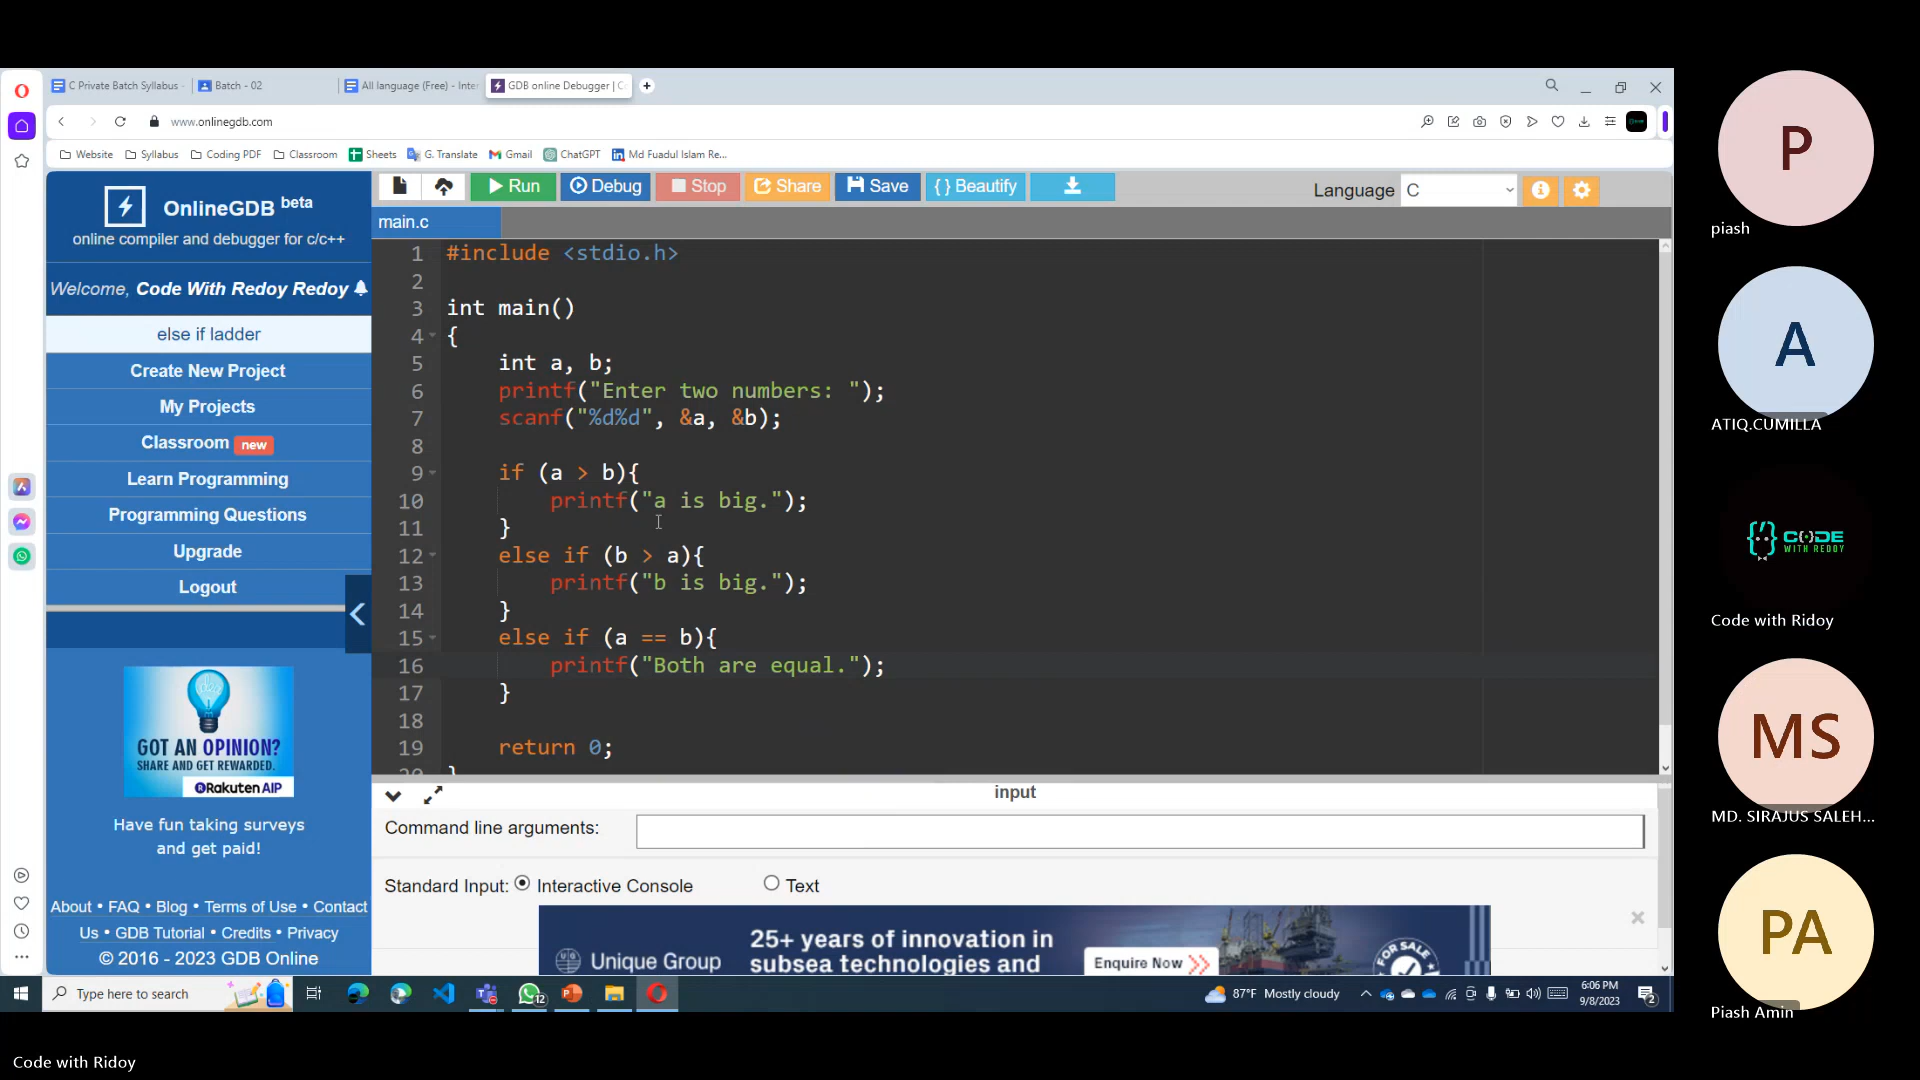 C Private Batch Syllabus
Batch - 02
All language (Free) - Inte
GDB online Debugger | C
www.onlinegdb.com
Website
Syllabus
Coding PDF
Classroom
Sheets
G. Translate
Gmail
ChatGPT
Md Fuadul Islam Re...
OnlineGDB beta
online compiler and debugger for c/c++
Welcome, Code With Redoy Redoy
else if ladder
Create New Project
My Projects
Classroom new
Learn Programming
Programming Questions
Upgrade
Logout
GOT AN OPINION?
SHARE AND GET REWARDED.
Rakuten AIP
Have fun taking surveys
and get paid!
About • FAQ • Blog • Terms of Use • Contact
Us • GDB Tutorial • Credits • Privacy
© 2016 - 2023 GDB Online
Run
Debug
Stop
Share
Save
{ } Beautify
Language C
main.c
1 #include <stdio.h>
2
3 int main()
4 {
5 int a, b;
6 printf("Enter two numbers: ");
7 scanf("%d%d", &a, &b);
8
9 if (a > b){
10 printf("a is big.");
11 }
12 else if (b > a){
13 printf("b is big.");
14 }
15 else if (a == b){
16 printf("Both are equal.");
17 }
18
19 return 0;
20 }
input
Command line arguments:
Standard Input: Interactive Console Text
Unique Group
25+ years of innovation in
subsea technologies and
Enquire Now
FOR SALE
Type here to search
12
87°F Mostly cloudy
6:06 PM
9/8/2023
2
P
piash
A
ATIQ.CUMILLA
CODE
WITH REDOY
Code with Ridoy
MS
MD. SIRAJUS SALEH...
PA
Piash Amin
Code with Ridoy